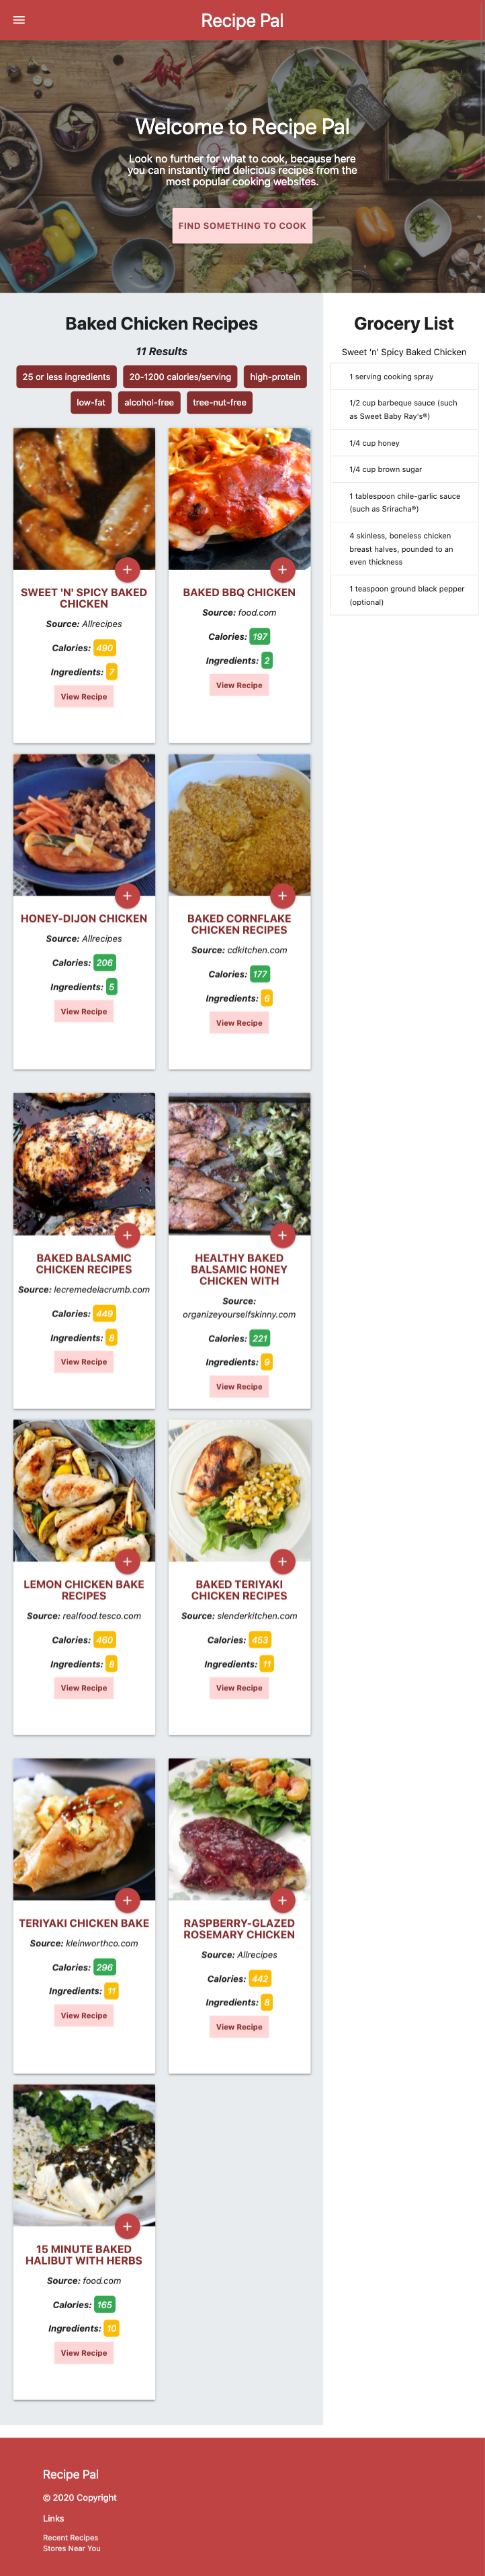 Recipe Pal
Welcome to Recipe Pal
Look no further for what to cook, because here
you can instantly find delicious recipes from the
most popular cooking websites.
FIND SOMETHING TO COOK
Baked Chicken Recipes
11 Results
25 or less ingredients
20-1200 calories/serving
high-protein
low-fat
alcohol-free
tree-nut-free
SWEET 'N' SPICY BAKED
CHICKEN
Source: Allrecipes
Calories: 490
Ingredients: 7
View Recipe
BAKED BBQ CHICKEN
Source: food.com
Calories: 197
Ingredients: 2
View Recipe
HONEY-DIJON CHICKEN
Source: Allrecipes
Calories: 206
Ingredients: 5
View Recipe
BAKED CORNFLAKE
CHICKEN RECIPES
Source: cdkitchen.com
Calories: 177
Ingredients: 6
View Recipe
BAKED BALSAMIC
CHICKEN RECIPES
Source: lecremedelacrumb.com
Calories: 449
Ingredients: 8
View Recipe
HEALTHY BAKED
BALSAMIC HONEY
CHICKEN WITH
Source:
organizeyourselfskinny.com
Calories: 221
Ingredients: 9
View Recipe
LEMON CHICKEN BAKE
RECIPES
Source: realfood.tesco.com
Calories: 460
Ingredients: 8
View Recipe
BAKED TERIYAKI
CHICKEN RECIPES
Source: slenderkitchen.com
Calories: 453
Ingredients: 11
View Recipe
TERIYAKI CHICKEN BAKE
Source: kleinworthco.com
Calories: 296
Ingredients: 11
View Recipe
RASPBERRY-GLAZED
ROSEMARY CHICKEN
Source: Allrecipes
Calories: 442
Ingredients: 8
View Recipe
15 MINUTE BAKED
HALIBUT WITH HERBS
Source: food.com
Calories: 165
Ingredients: 10
View Recipe
Grocery List
Sweet 'n' Spicy Baked Chicken
1 serving cooking spray
1/2 cup barbeque sauce (such
as Sweet Baby Ray's®)
1/4 cup honey
1/4 cup brown sugar
1 tablespoon chile-garlic sauce
(such as Sriracha®)
4 skinless, boneless chicken
breast halves, pounded to an
even thickness
1 teaspoon ground black pepper
(optional)
Recipe Pal
© 2020 Copyright
Links
Recent Recipes
Stores Near You